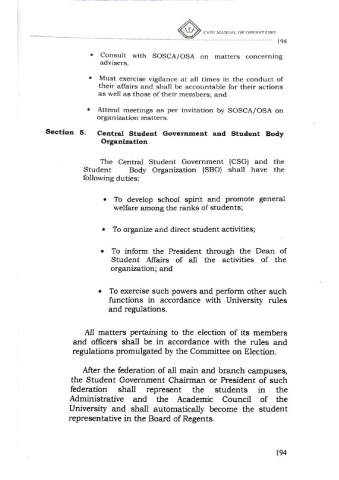 CvSU MANUAL OF OPERATIONS
194
• Consult with SOSCA/OSA on matters concerning
advisers.
• Must exercise vigilance at all times in the conduct of
their affairs and shall be accountable for their actions
as well as those of their members; and
• Attend meetings as per invitation by SOSCA/OSA on
organization matters.
Section 5. Central Student Government and Student Body
Organization
The Central Student Government (CSG) and the
Student Body Organization (SBO) shall have the
following duties:
• To develop school spirit and promote general
welfare among the ranks of students;
• To organize and direct student activities;
• To inform the President through the Dean of
Student Affairs of all the activities of the
organization; and
• To exercise such powers and perform other such
functions in accordance with University rules
and regulations.
All matters pertaining to the election of its members
and officers shall be in accordance with the rules and
regulations promulgated by the Committee on Election.
After the federation of all main and branch campuses,
the Student Government Chairman or President of such
federation shall represent the students in the
Administrative and the Academic Council of the
University and shall automatically become the student
representative in the Board of Regents.
194